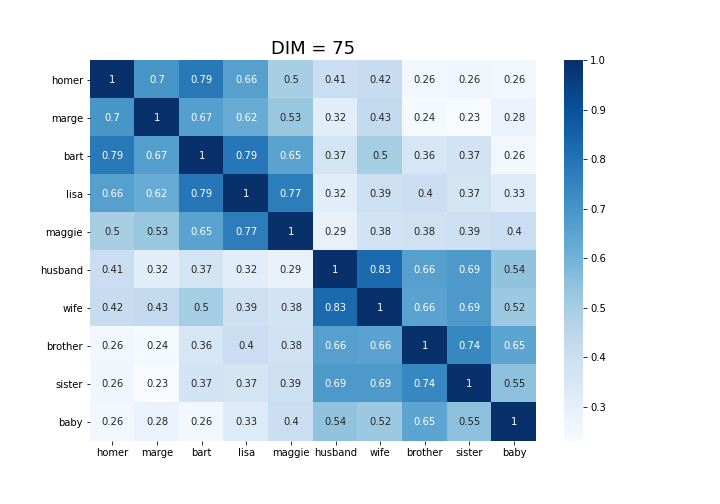 DIM = 75
homer 1 0.7 0.79 0.66 0.5 0.41 0.42 0.26 0.26 0.26
marge 0.7 1 0.67 0.62 0.53 0.32 0.43 0.24 0.23 0.28
bart 0.79 0.67 1 0.79 0.65 0.37 0.5 0.36 0.37 0.26
lisa 0.66 0.62 0.79 1 0.77 0.32 0.39 0.4 0.37 0.33
maggie 0.5 0.53 0.65 0.77 1 0.29 0.38 0.38 0.39 0.4
husband 0.41 0.32 0.37 0.32 0.29 1 0.83 0.66 0.69 0.54
wife 0.42 0.43 0.5 0.39 0.38 0.83 1 0.66 0.69 0.52
brother 0.26 0.24 0.36 0.4 0.38 0.66 0.66 1 0.74 0.65
sister 0.26 0.23 0.37 0.37 0.39 0.69 0.69 0.74 1 0.55
baby 0.26 0.28 0.26 0.33 0.4 0.54 0.52 0.65 0.55 1
homer marge bart lisa maggie husband wife brother sister baby
1.0
0.9
0.8
0.7
0.6
0.5
0.4
0.3